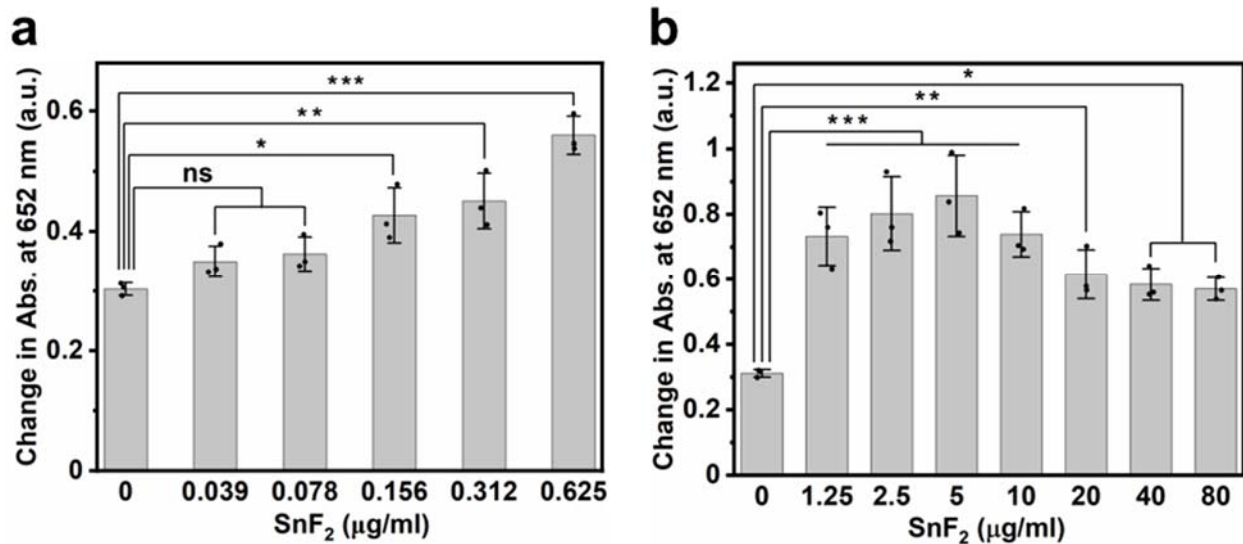 a
Change in Abs. at 652 nm (a.u.)
0.6
0.4
0.2
0
***
**
*
ns
0 0.039 0.078 0.156 0.312 0.625
SnF₂ (μg/ml)
b
Change in Abs. at 652 nm (a.u.)
1.2
1
0.8
0.6
0.4
0.2
0
*
**
***
0 1.25 2.5 5 10 20 40 80
SnF₂ (μg/ml)